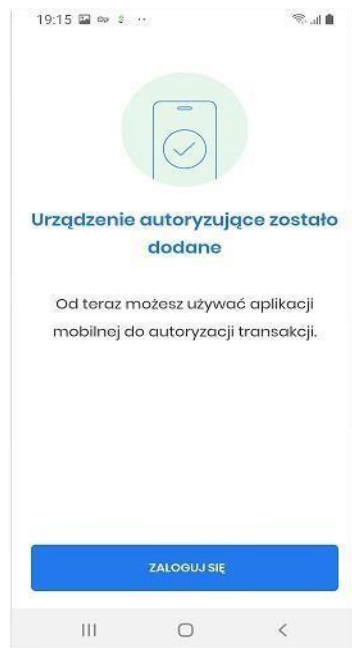 19:15
Urządzenie autoryzujące zostało
dodane
Od teraz możesz używać aplikacji
mobilnej do autoryzacji transakcji.
ZALOGUJ SIĘ